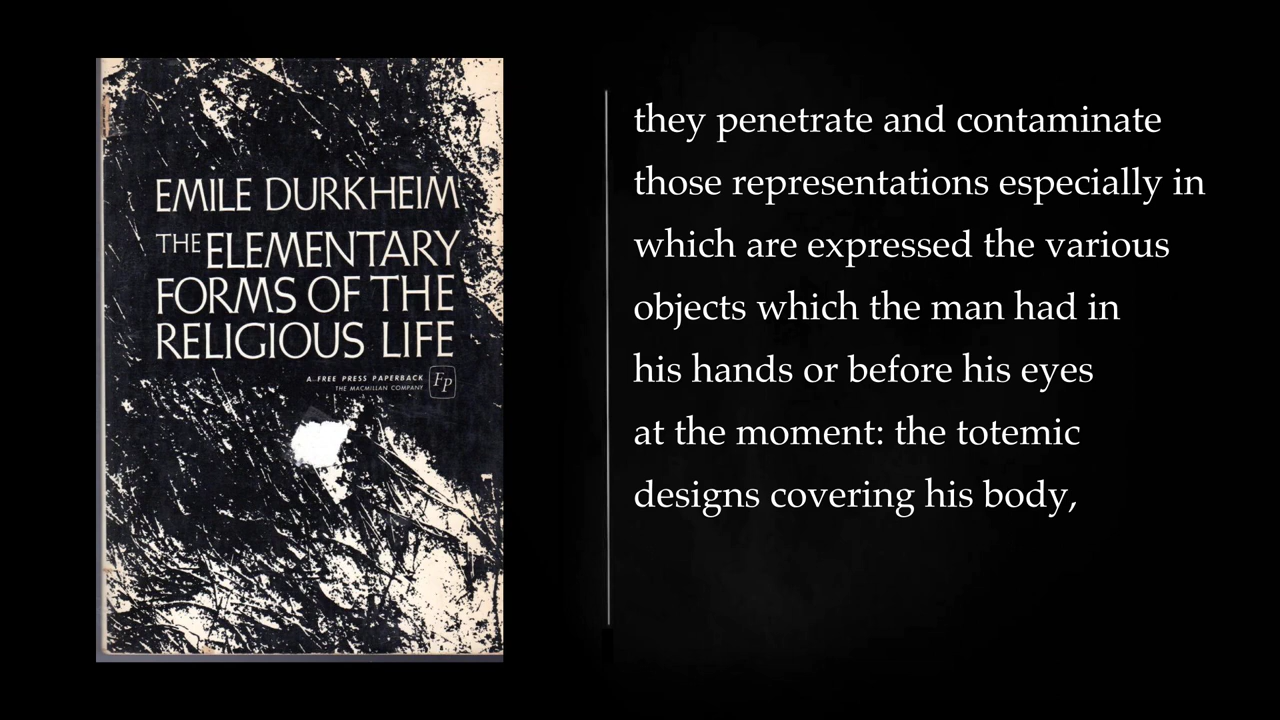 EMILE DURKHEIM
THE ELEMENTARY
FORMS OF THE
RELIGIOUS LIFE
A FREE PRESS PAPERBACK
THE MACMILLAN COMPANY
FP
they penetrate and contaminate
those representations especially in
which are expressed the various
objects which the man had in
his hands or before his eyes
at the moment: the totemic
designs covering his body,